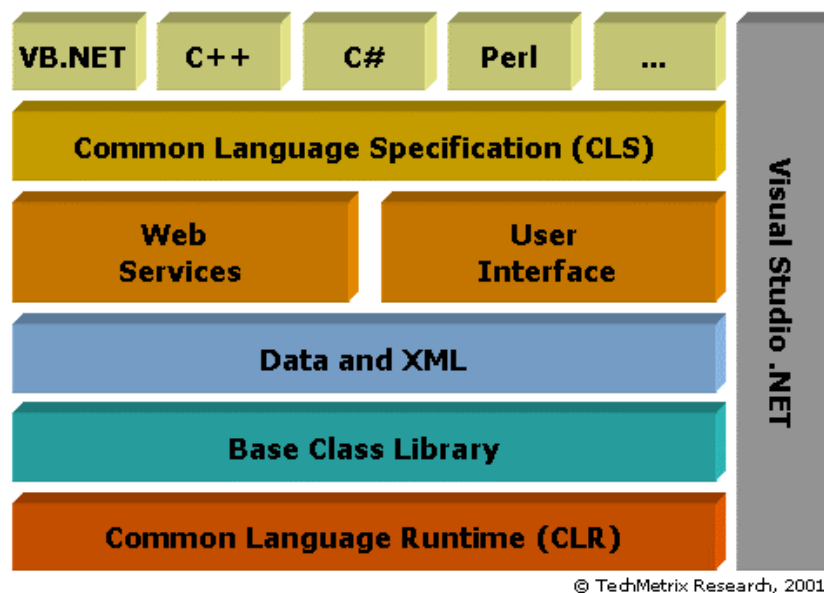 VB.NET
C++
C#
Perl
...
Common Language Specification (CLS)
Web
Services
User
Interface
Data and XML
Base Class Library
Common Language Runtime (CLR)
Visual Studio .NET
© TechMetrix Research, 2001